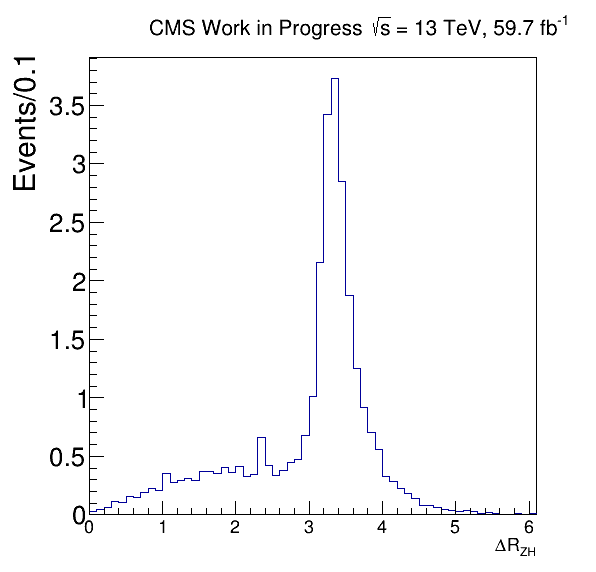 CMS Work in Progress √s = 13 TeV, 59.7 fb⁻¹
Events/0.1
3.5
3
2.5
2
1.5
1
0.5
0
0 1 2 3 4 5 6
ΔR_ZH